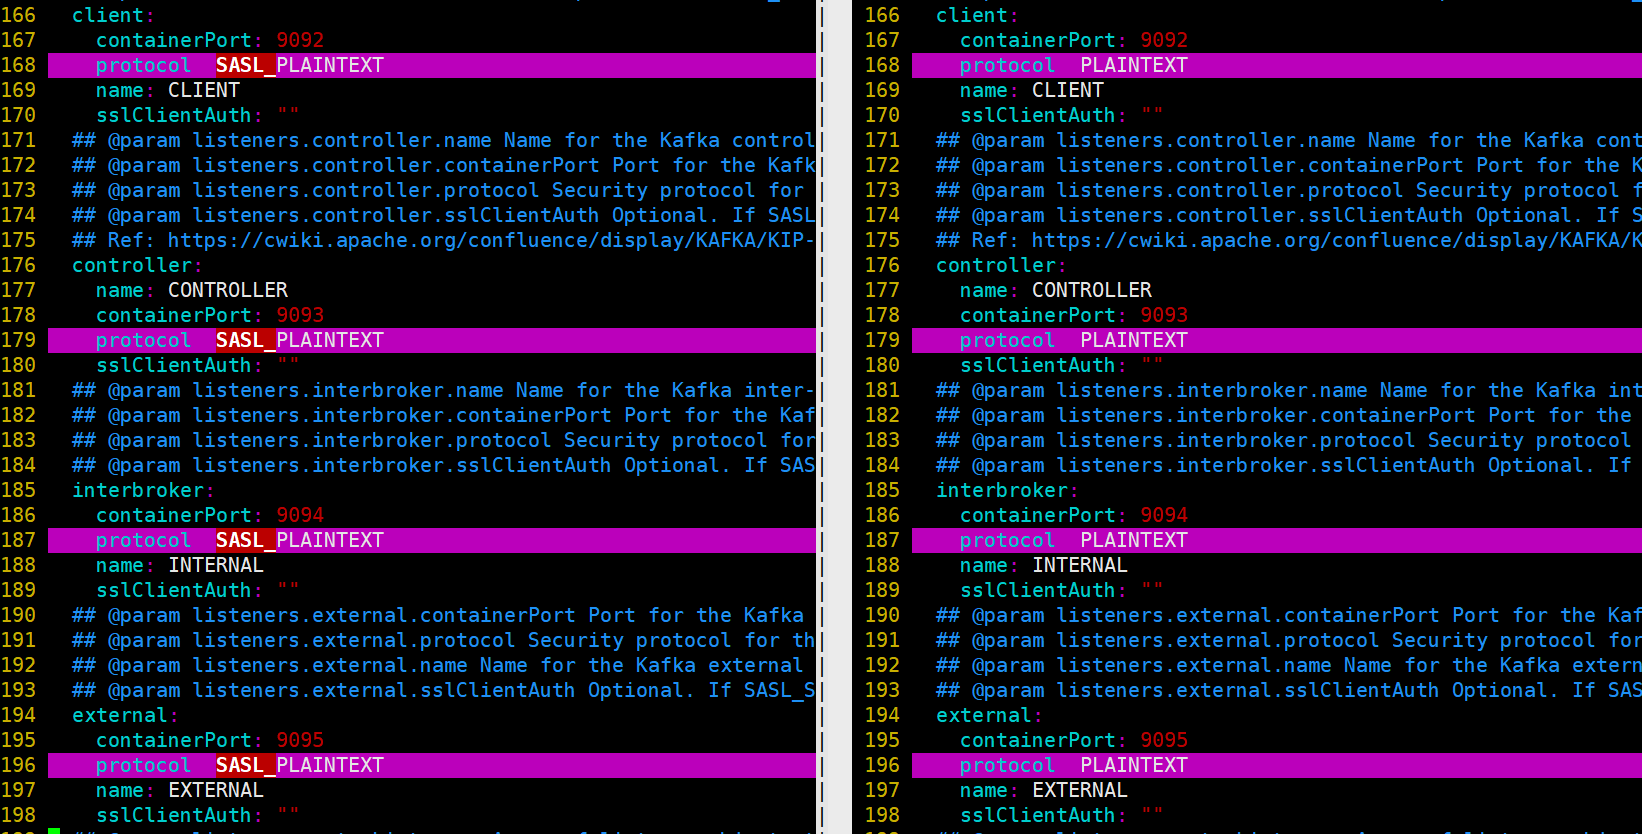 166 client:
167 containerPort: 9092
168 protocol SASL_PLAINTEXT
169 name: CLIENT
170 sslClientAuth: ""
171 ## @param listeners.controller.name Name for the Kafka control
172 ## @param listeners.controller.containerPort Port for the Kafk
173 ## @param listeners.controller.protocol Security protocol for
174 ## @param listeners.controller.sslClientAuth Optional. If SASL
175 ## Ref: https://cwiki.apache.org/confluence/display/KAFKA/KIP-
176 controller:
177 name: CONTROLLER
178 containerPort: 9093
179 protocol SASL_PLAINTEXT
180 sslClientAuth: ""
181 ## @param listeners.interbroker.name Name for the Kafka inter-
182 ## @param listeners.interbroker.containerPort Port for the Kaf
183 ## @param listeners.interbroker.protocol Security protocol for
184 ## @param listeners.interbroker.sslClientAuth Optional. If SAS
185 interbroker:
186 containerPort: 9094
187 protocol SASL_PLAINTEXT
188 name: INTERNAL
189 sslClientAuth: ""
190 ## @param listeners.external.containerPort Port for the Kafka
191 ## @param listeners.external.protocol Security protocol for th
192 ## @param listeners.external.name Name for the Kafka external
193 ## @param listeners.external.sslClientAuth Optional. If SASL_S
194 external:
195 containerPort: 9095
196 protocol SASL_PLAINTEXT
197 name: EXTERNAL
198 sslClientAuth: ""
166 client:
167 containerPort: 9092
168 protocol PLAINTEXT
169 name: CLIENT
170 sslClientAuth: ""
171 ## @param listeners.controller.name Name for the Kafka cont
172 ## @param listeners.controller.containerPort Port for the K
173 ## @param listeners.controller.protocol Security protocol f
174 ## @param listeners.controller.sslClientAuth Optional. If S
175 ## Ref: https://cwiki.apache.org/confluence/display/KAFKA/K
176 controller:
177 name: CONTROLLER
178 containerPort: 9093
179 protocol PLAINTEXT
180 sslClientAuth: ""
181 ## @param listeners.interbroker.name Name for the Kafka int
182 ## @param listeners.interbroker.containerPort Port for the
183 ## @param listeners.interbroker.protocol Security protocol
184 ## @param listeners.interbroker.sslClientAuth Optional. If
185 interbroker:
186 containerPort: 9094
187 protocol PLAINTEXT
188 name: INTERNAL
189 sslClientAuth: ""
190 ## @param listeners.external.containerPort Port for the Kaf
191 ## @param listeners.external.protocol Security protocol for
192 ## @param listeners.external.name Name for the Kafka extern
193 ## @param listeners.external.sslClientAuth Optional. If SAS
194 external:
195 containerPort: 9095
196 protocol PLAINTEXT
197 name: EXTERNAL
198 sslClientAuth: ""